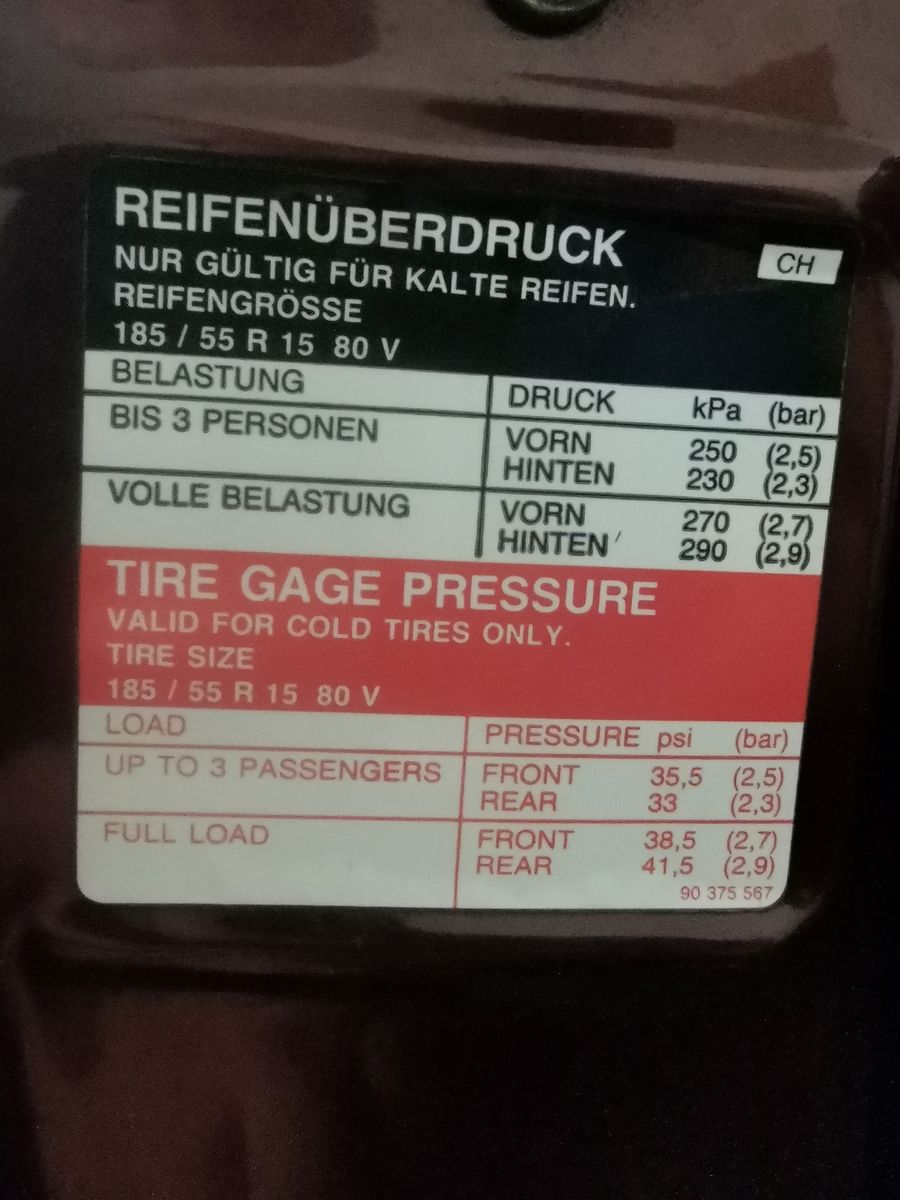 REIFENÜBERDRUCK
CH
NUR GÜLTIG FÜR KALTE REIFEN.
REIFENGRÖSSE
185 / 55 R 15 80 V
BELASTUNG DRUCK kPa (bar)
BIS 3 PERSONEN VORN 250 (2,5)
HINTEN 230 (2,3)
VOLLE BELASTUNG VORN 270 (2,7)
HINTEN 290 (2,9)
TIRE GAGE PRESSURE
VALID FOR COLD TIRES ONLY.
TIRE SIZE
185 / 55 R 15 80 V
LOAD PRESSURE psi (bar)
UP TO 3 PASSENGERS FRONT 35,5 (2,5)
REAR 33 (2,3)
FULL LOAD FRONT 38,5 (2,7)
REAR 41,5 (2,9)
90 375 567